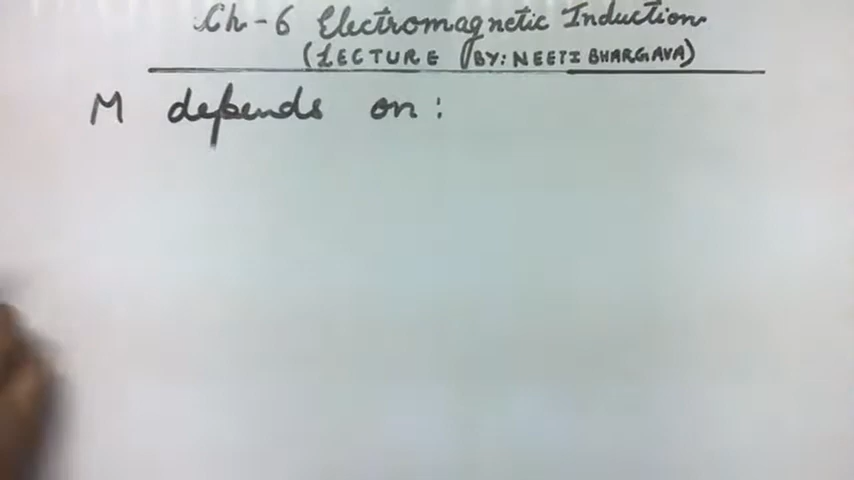 Ch-6 Electromagnetic Induction
(LECTURE BY: NEETI BHARGAVA)
M depends on: